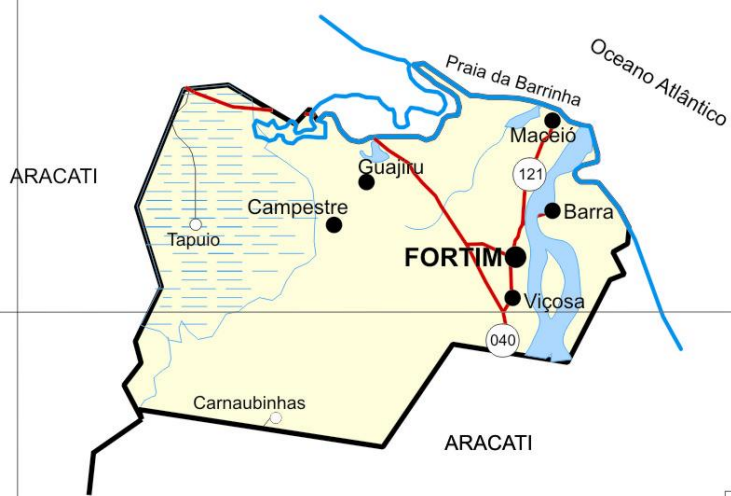 Oceano Atlântico
Praia da Barrinha
Maceió
ARACATI
Guajiru
121
Campestre
Barra
Tapuio
FORTIM
Viçosa
040
Carnaubinhas
ARACATI